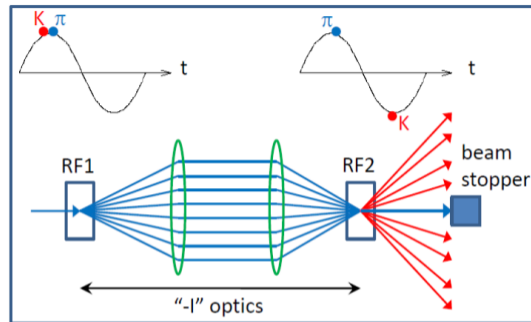 K π
t
π
t
K
RF1
RF2
beam
stopper
“-I” optics